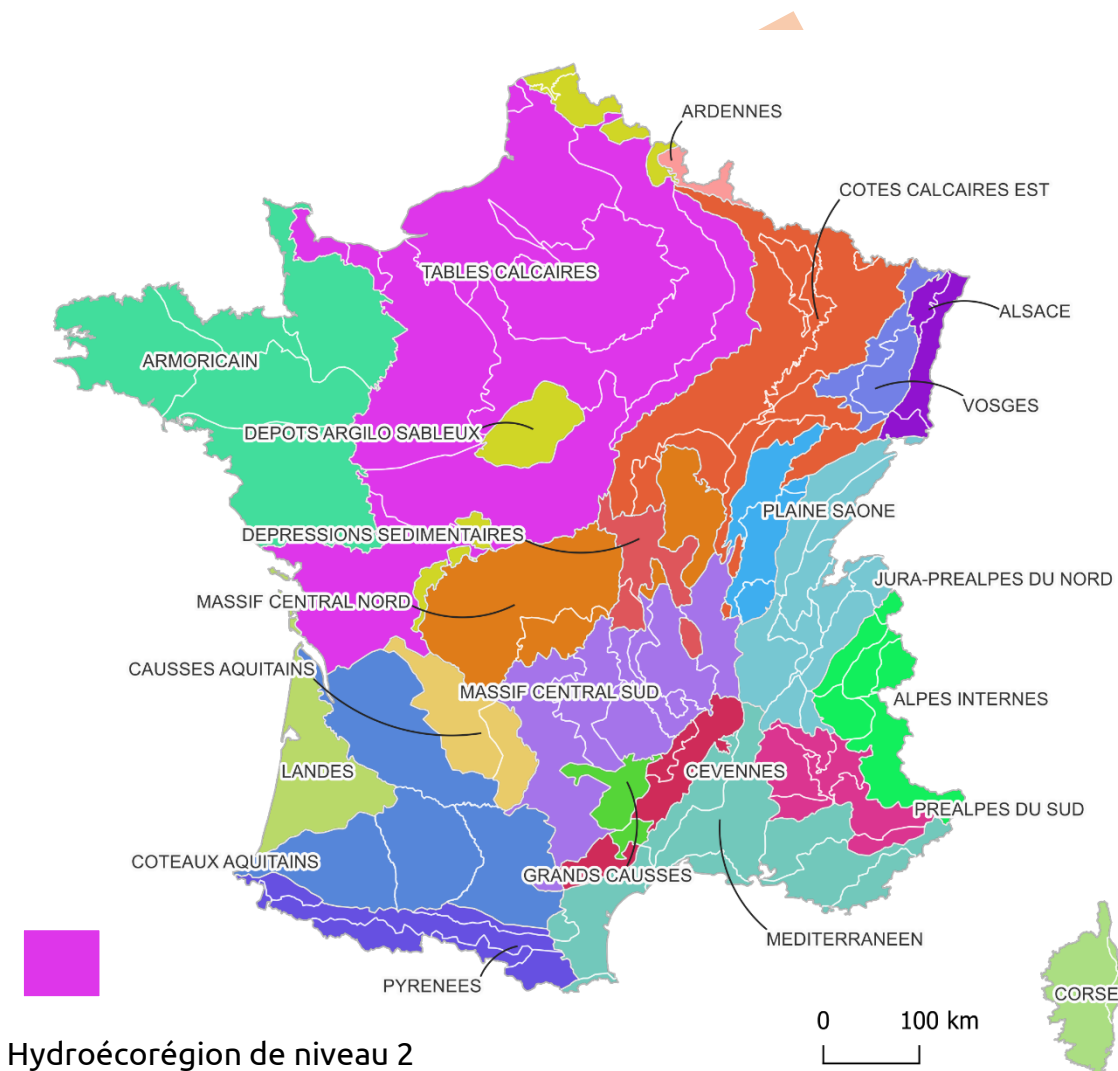 ARDENNES
COTES CALCAIRES EST
TABLES CALCAIRES
ALSACE
ARMORICAIN
VOSGES
DEPOTS ARGILO SABLEUX
PLAINE SAONE
DEPRESSIONS SEDIMENTAIRES
JURA-PREALPES DU NORD
MASSIF CENTRAL NORD
CAUSSES AQUITAINS
MASSIF CENTRAL SUD
ALPES INTERNES
LANDES
CEVENNES
PREALPES DU SUD
COTEAUX AQUITAINS
GRANDS CAUSSES
MEDITERRANEEN
PYRENEES
CORSE
0 100 km
Hydroécorégion de niveau 2